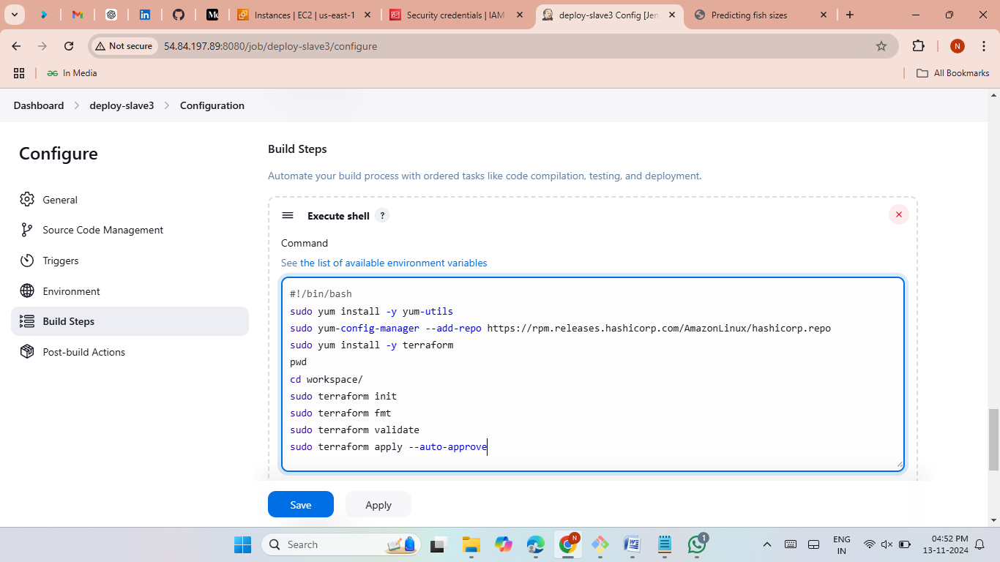 Instances | EC2 | us-east-1
Security credentials | IAM
deploy-slave3 Config [Jen
Predicting fish sizes
Not secure
54.84.197.89:8080/job/deploy-slave3/configure
N
In Media
All Bookmarks
Dashboard
deploy-slave3
Configuration
Configure
General
Source Code Management
Triggers
Environment
Build Steps
Post-build Actions
Build Steps
Automate your build process with ordered tasks like code compilation, testing, and deployment.
Execute shell ?
Command
See the list of available environment variables
#!/bin/bash
sudo yum install -y yum-utils
sudo yum-config-manager --add-repo https://rpm.releases.hashicorp.com/AmazonLinux/hashicorp.repo
sudo yum install -y terraform
pwd
cd workspace/
sudo terraform init
sudo terraform fmt
sudo terraform validate
sudo terraform apply --auto-approve
Save
Apply
Search
N
1
ENG
IN
04:52 PM
13-11-2024